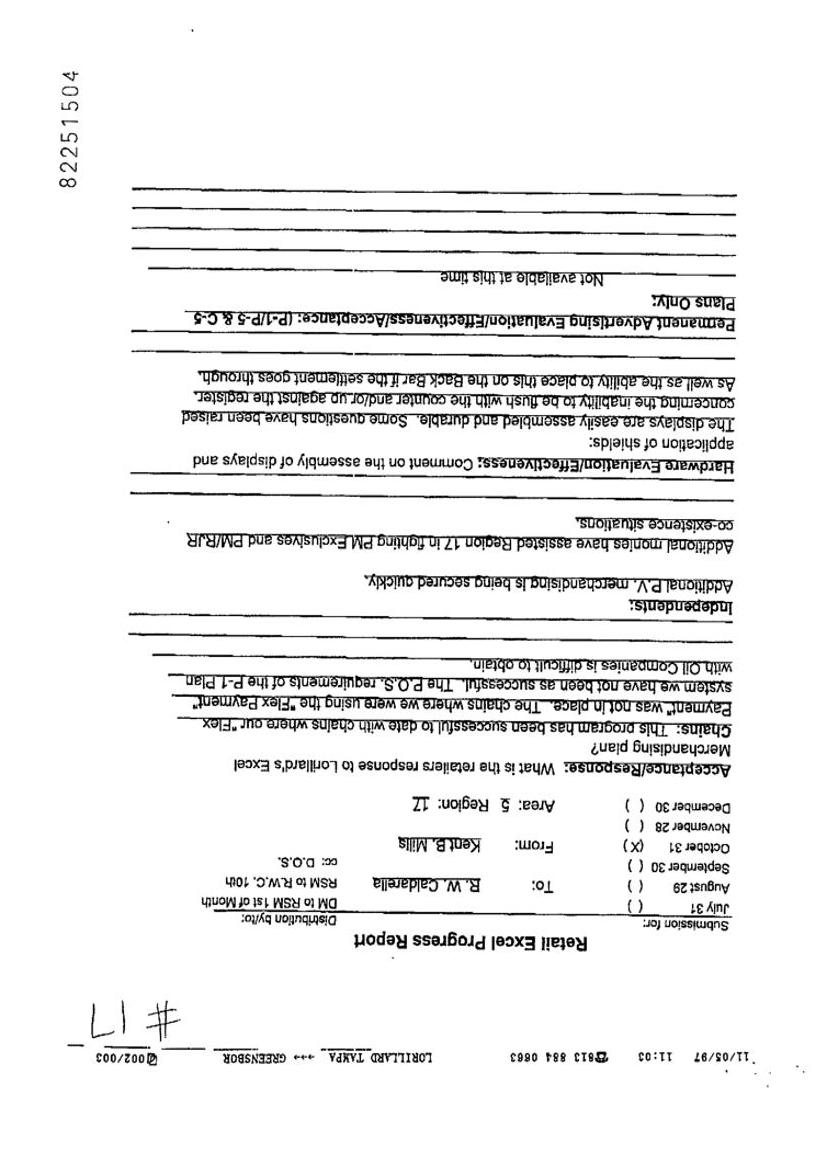 11/05/97 11:03 ☎813 884 0663 LORILLARD TAMPA →→→ GREENSBOR 002/003
# 17
Retail Excel Progress Report
Submission for: Distribution by/to:
July 31 ( ) DM to RSM 1st of Month
August 29 ( ) To: R. W. Caldarella RSM to R.W.C. 10th
September 30 ( ) cc: D.O.S.
October 31 (X) From: Kent B. Mills
November 28 ( )
December 30 ( ) Area: 5 Region: 17
Acceptance/Response: What is the retailers response to Lorillard's Excel
Merchandising plan?
Chains: This program has been successful to date with chains where our "Flex
Payment" was not in place. The chains where we were using the "Flex Payment"
system we have not been as successful. The P.O.S. requirements of the P-1 Plan
with Oil Companies is difficult to obtain.
Independents:
Additional P.V. merchandising is being secured quickly.
Additional monies have assisted Region 17 in fighting PM Exclusives and PM/RJR
co-existence situations.
Hardware Evaluation/Effectiveness: Comment on the assembly of displays and
application of shields:
The displays are easily assembled and durable. Some questions have been raised
concerning the inability to be flush with the counter and/or up against the register.
As well as the ability to place this on the Back Bar if the settlement goes through.
Permanent Advertising Evaluation/Effectiveness/Acceptance: (P-1/P-5 & C-5
Plans Only:
Not available at this time
82251504